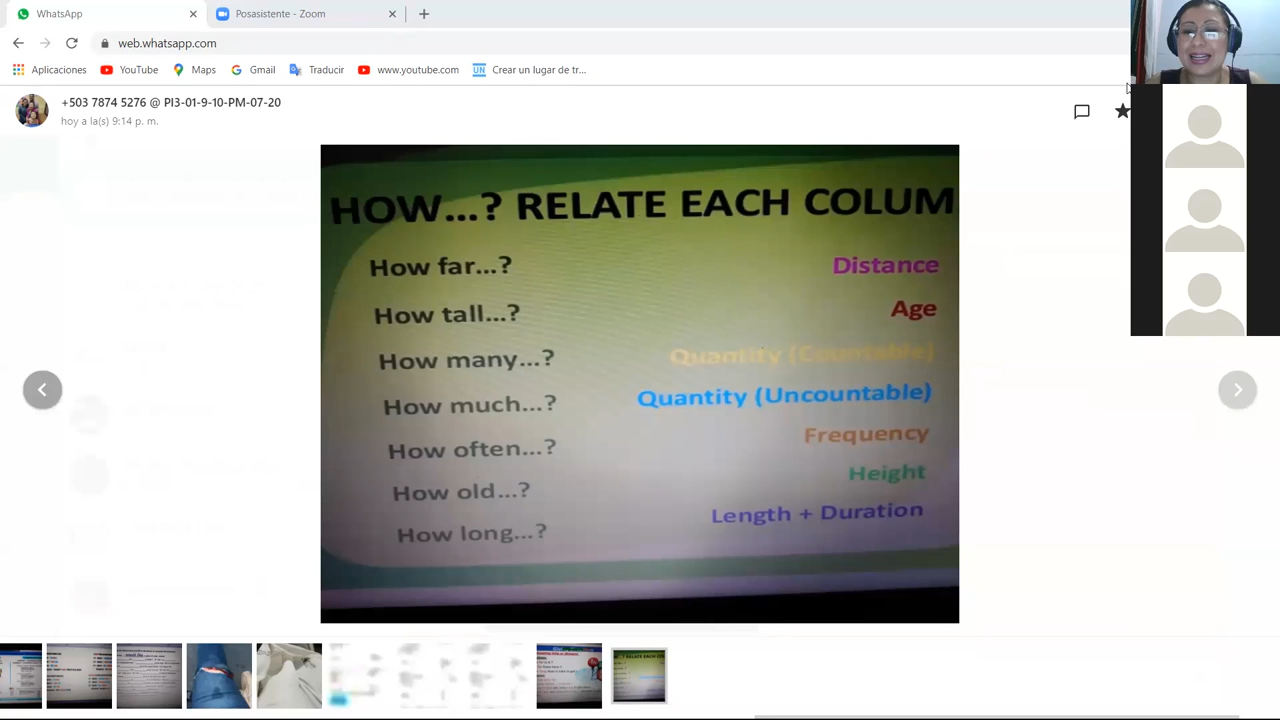 WhatsApp
Posasistente - Zoom
web.whatsapp.com
Aplicaciones
YouTube
Maps
Gmail
Traducir
www.youtube.com
Crear un lugar de tr...
+503 7874 5276 @ PI3-01-9-10-PM-07-20
hoy a la(s) 9:14 p. m.
HOW...? RELATE EACH COLUM
How far...? Distance
How tall...? Age
How many...? Quantity (Countable)
How much...? Quantity (Uncountable)
How often...? Frequency
How old...? Height
How long...? Length + Duration